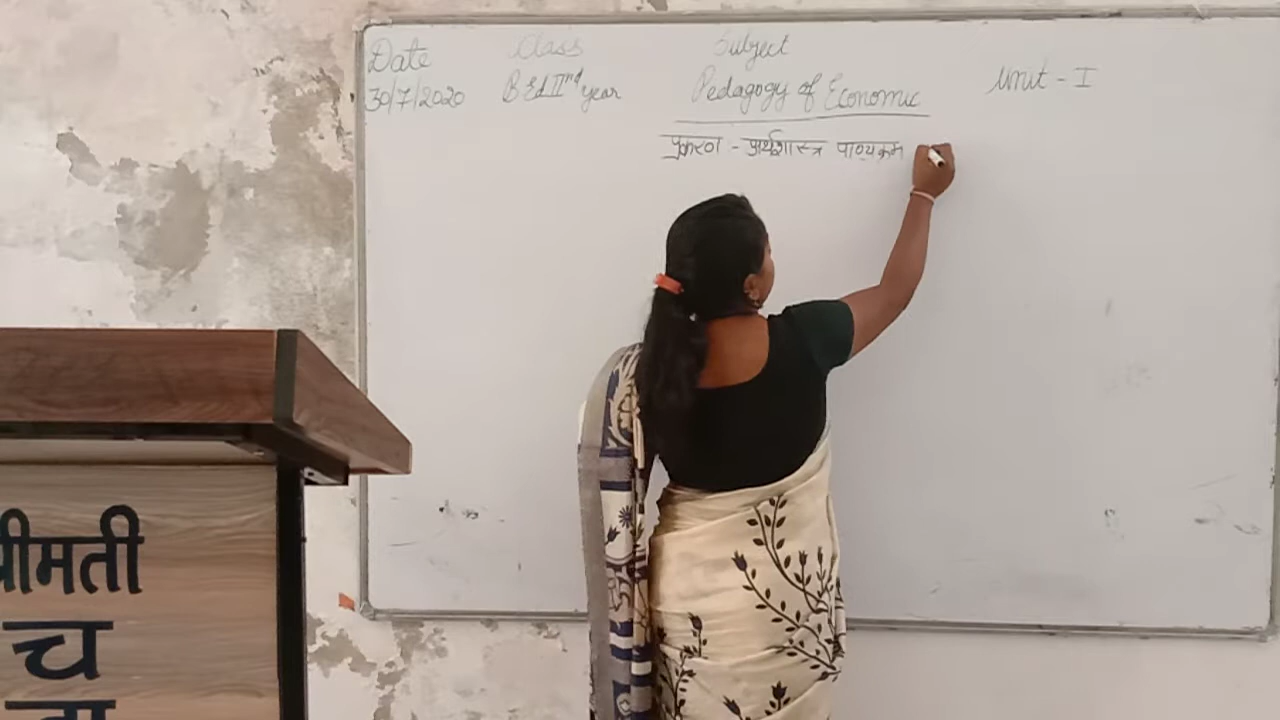 Date Class Subject
30/7/2020 B Ed IInd year Pedagogy of Economic Unit - I
प्रकरण - अर्थशास्त्र पाठ्यक्रम
श्रीमती
च